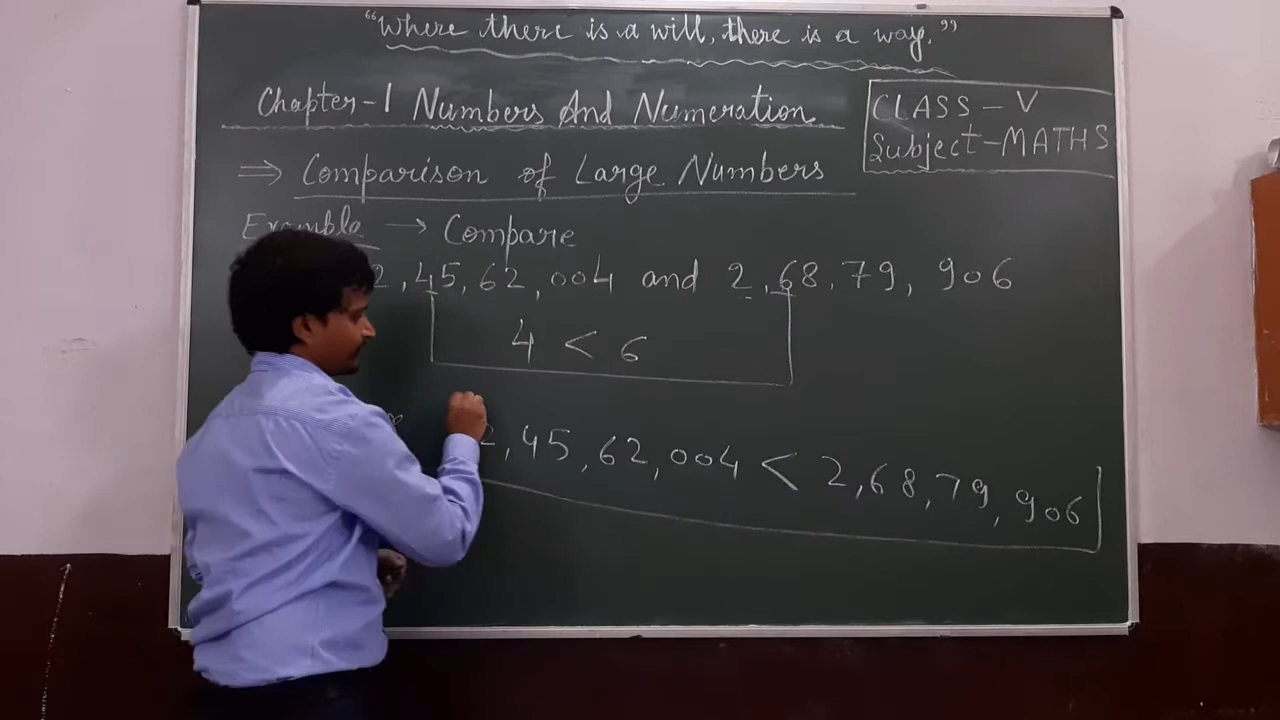 “Where there is a will, there is a way.”
Chapter-1 Numbers And Numeration
CLASS - V
Subject-MATHS
⇒ Comparison of Large Numbers
Example → Compare
2,45,62,004 and 2,68,79,906
4 < 6
2,45,62,004 < 2,68,79,906